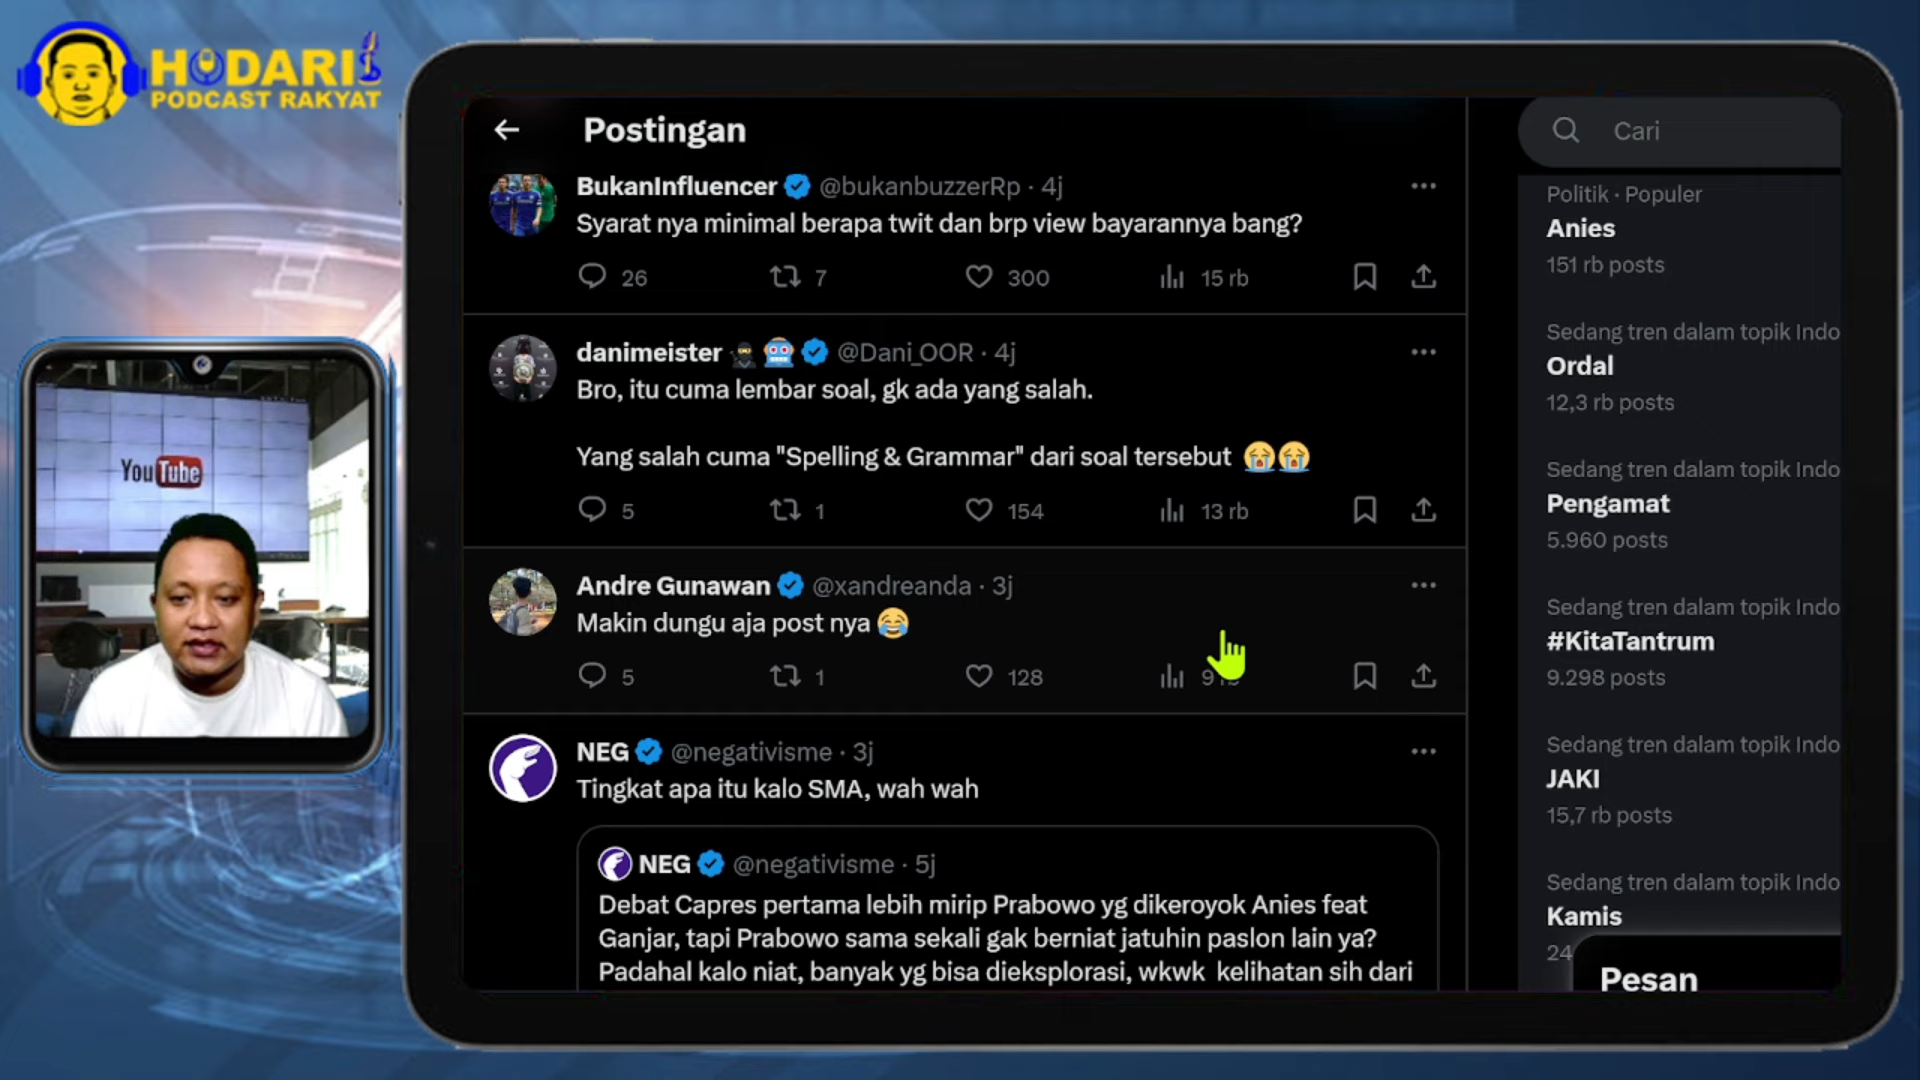 HODARI
PODCAST RAKYAT
YouTube
Postingan
BukanInfluencer @bukanbuzzerRp · 4j
Syarat nya minimal berapa twit dan brp view bayarannya bang?
26 7 300 15 rb
danimeister @Dani_OOR · 4j
Bro, itu cuma lembar soal, gk ada yang salah.
Yang salah cuma "Spelling & Grammar" dari soal tersebut 😭😭
5 1 154 13 rb
Andre Gunawan @xandreanda · 3j
Makin dungu aja post nya 😂
5 1 128
NEG @negativisme · 3j
Tingkat apa itu kalo SMA, wah wah
NEG @negativisme · 5j
Debat Capres pertama lebih mirip Prabowo yg dikeroyok Anies feat
Ganjar, tapi Prabowo sama sekali gak berniat jatuhin paslon lain ya?
Padahal kalo niat, banyak yg bisa dieksplorasi, wkwk kelihatan sih dari
Cari
Politik · Populer
Anies
151 rb posts
Sedang tren dalam topik Indo
Ordal
12,3 rb posts
Sedang tren dalam topik Indo
Pengamat
5.960 posts
Sedang tren dalam topik Indo
#KitaTantrum
9.298 posts
Sedang tren dalam topik Indo
JAKI
15,7 rb posts
Sedang tren dalam topik Indo
Kamis
24
Pesan